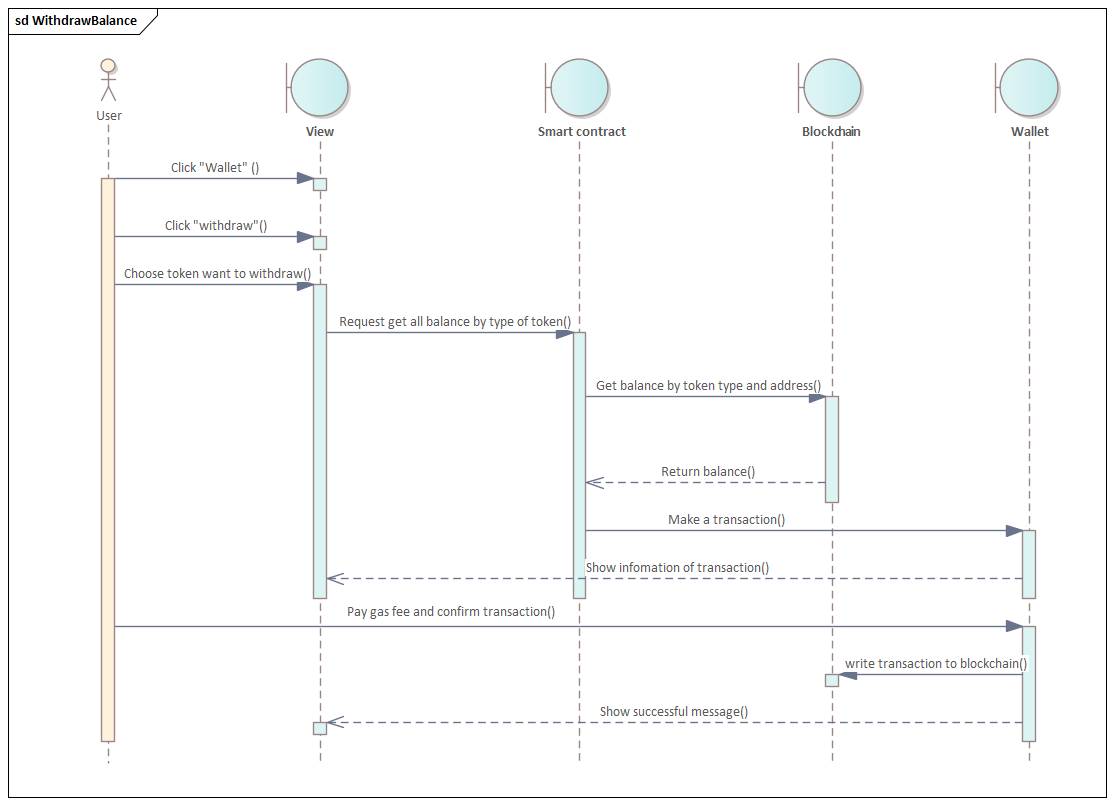 sd WithdrawBalance
User
View
Smart contract
Blockchain
Wallet
Click "Wallet" ()
Click "withdraw"()
Choose token want to withdraw()
Request get all balance by type of token()
Get balance by token type and address()
Return balance()
Make a transaction()
Show infomation of transaction()
Pay gas fee and confirm transaction()
write transaction to blockchain()
Show successful message()